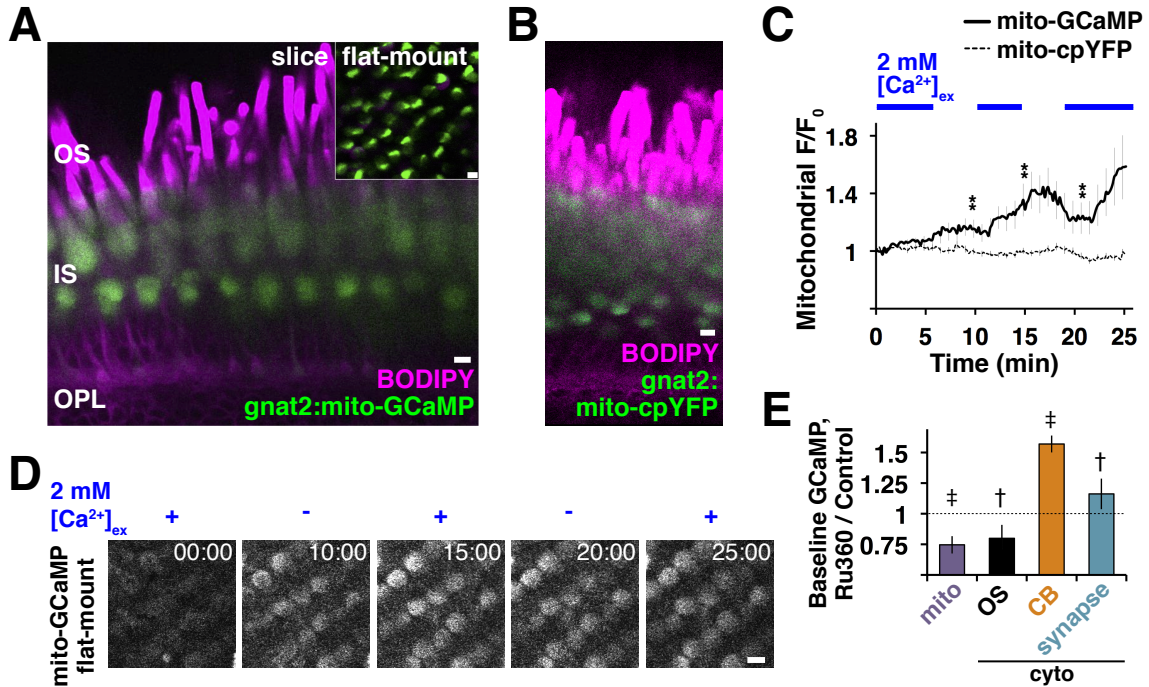 A
slice
flat-mount
OS
IS
OPL
BODIPY
gnat2:mito-GCaMP
B
BODIPY
gnat2:
mito-cpYFP
C
mito-GCaMP
mito-cpYFP
2 mM
[Ca²⁺]ex
Mitochondrial F/F₀
1.8
1.4
1
**
**
**
0 5 10 15 20 25
Time (min)
D
2 mM
[Ca²⁺]ex
+ - + - +
mito-GCaMP
flat-mount
00:00 10:00 15:00 20:00 25:00
E
Baseline GCaMP,
Ru360 / Control
1.5
1.25
1
0.75
‡ † ‡ †
mito OS CB synapse
cyto